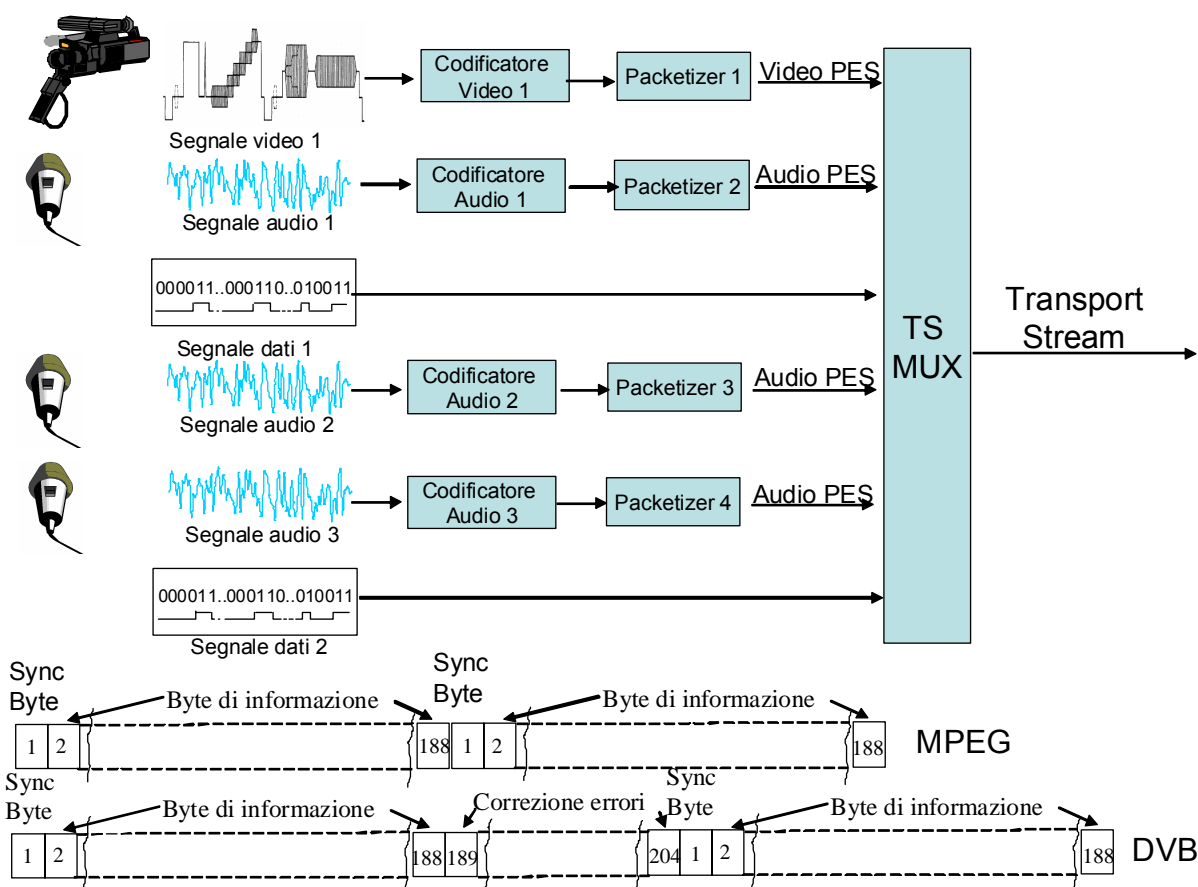 Codificatore
Video 1
Packetizer 1
Video PES
Segnale video 1
Codificatore
Audio 1
Packetizer 2
Audio PES
Segnale audio 1
000011..000110..010011
Segnale dati 1
TS
MUX
Transport
Stream
Codificatore
Audio 2
Packetizer 3
Audio PES
Segnale audio 2
Codificatore
Audio 3
Packetizer 4
Audio PES
Segnale audio 3
000011..000110..010011
Segnale dati 2
Sync
Byte
Byte di informazione
Sync
Byte
Byte di informazione
1 2 188 1 2 188 MPEG
Sync
Byte
Byte di informazione
Correzione errori
Sync
Byte
Byte di informazione
1 2 188 189 204 1 2 188 DVB